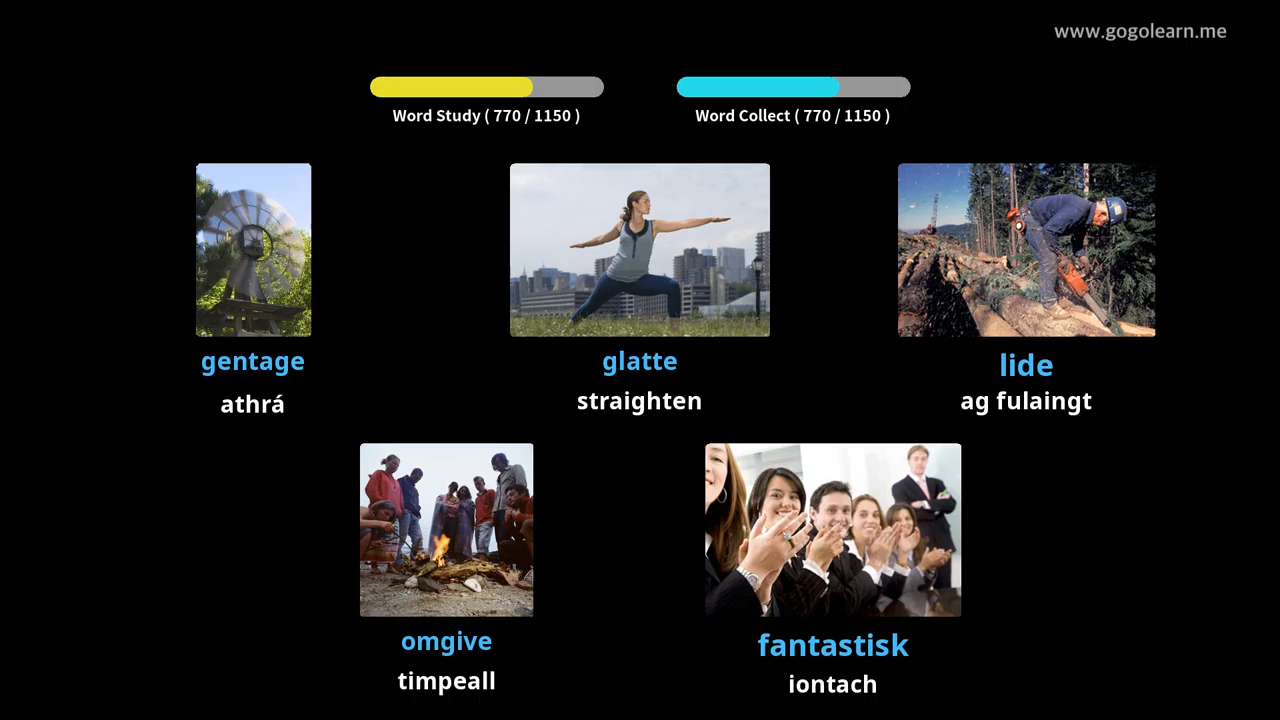 www.gogolearn.me
Word Study ( 770 / 1150 )
Word Collect ( 770 / 1150 )
gentage
athrá
glatte
straighten
lide
ag fulaingt
omgive
timpeall
fantastisk
iontach